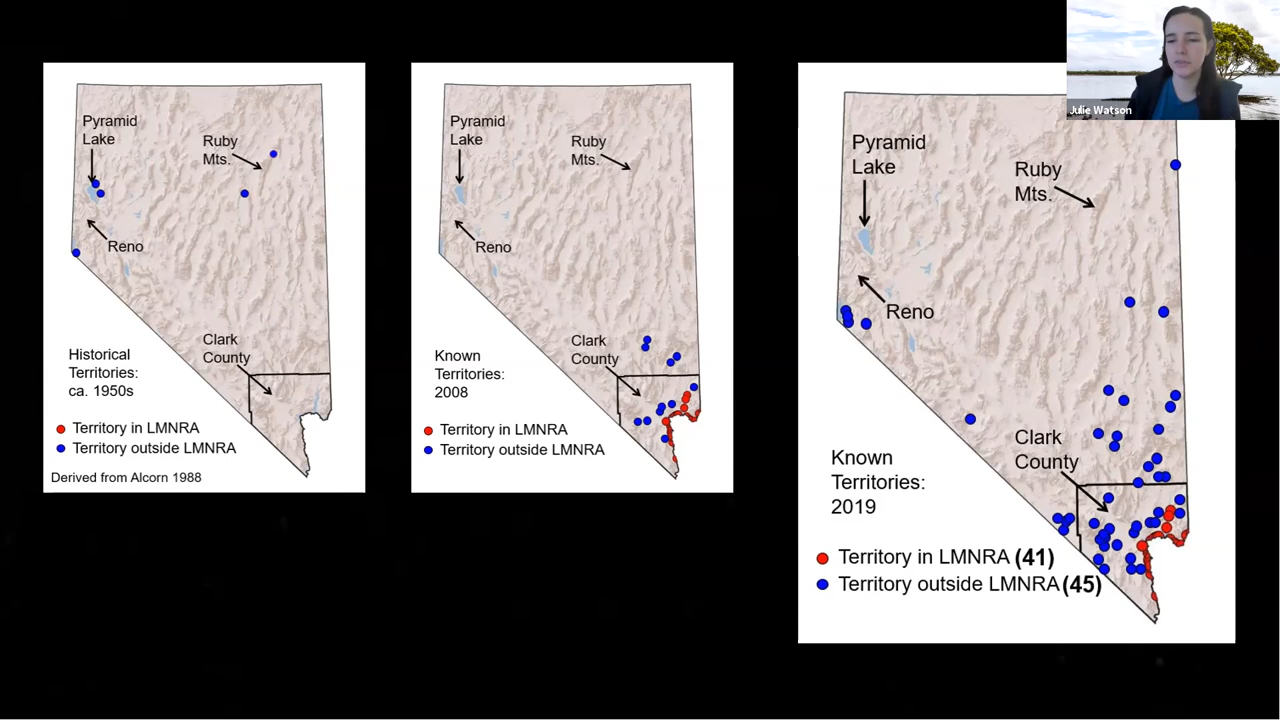 Pyramid
Lake
Ruby
Mts.
Reno
Clark
County
Historical
Territories:
ca. 1950s
Territory in LMNRA
Territory outside LMNRA
Derived from Alcorn 1988
Pyramid
Lake
Ruby
Mts.
Reno
Clark
County
Known
Territories:
2008
Territory in LMNRA
Territory outside LMNRA
Pyramid
Lake
Ruby
Mts.
Reno
Clark
County
Known
Territories:
2019
Territory in LMNRA (41)
Territory outside LMNRA (45)
Julie Watson